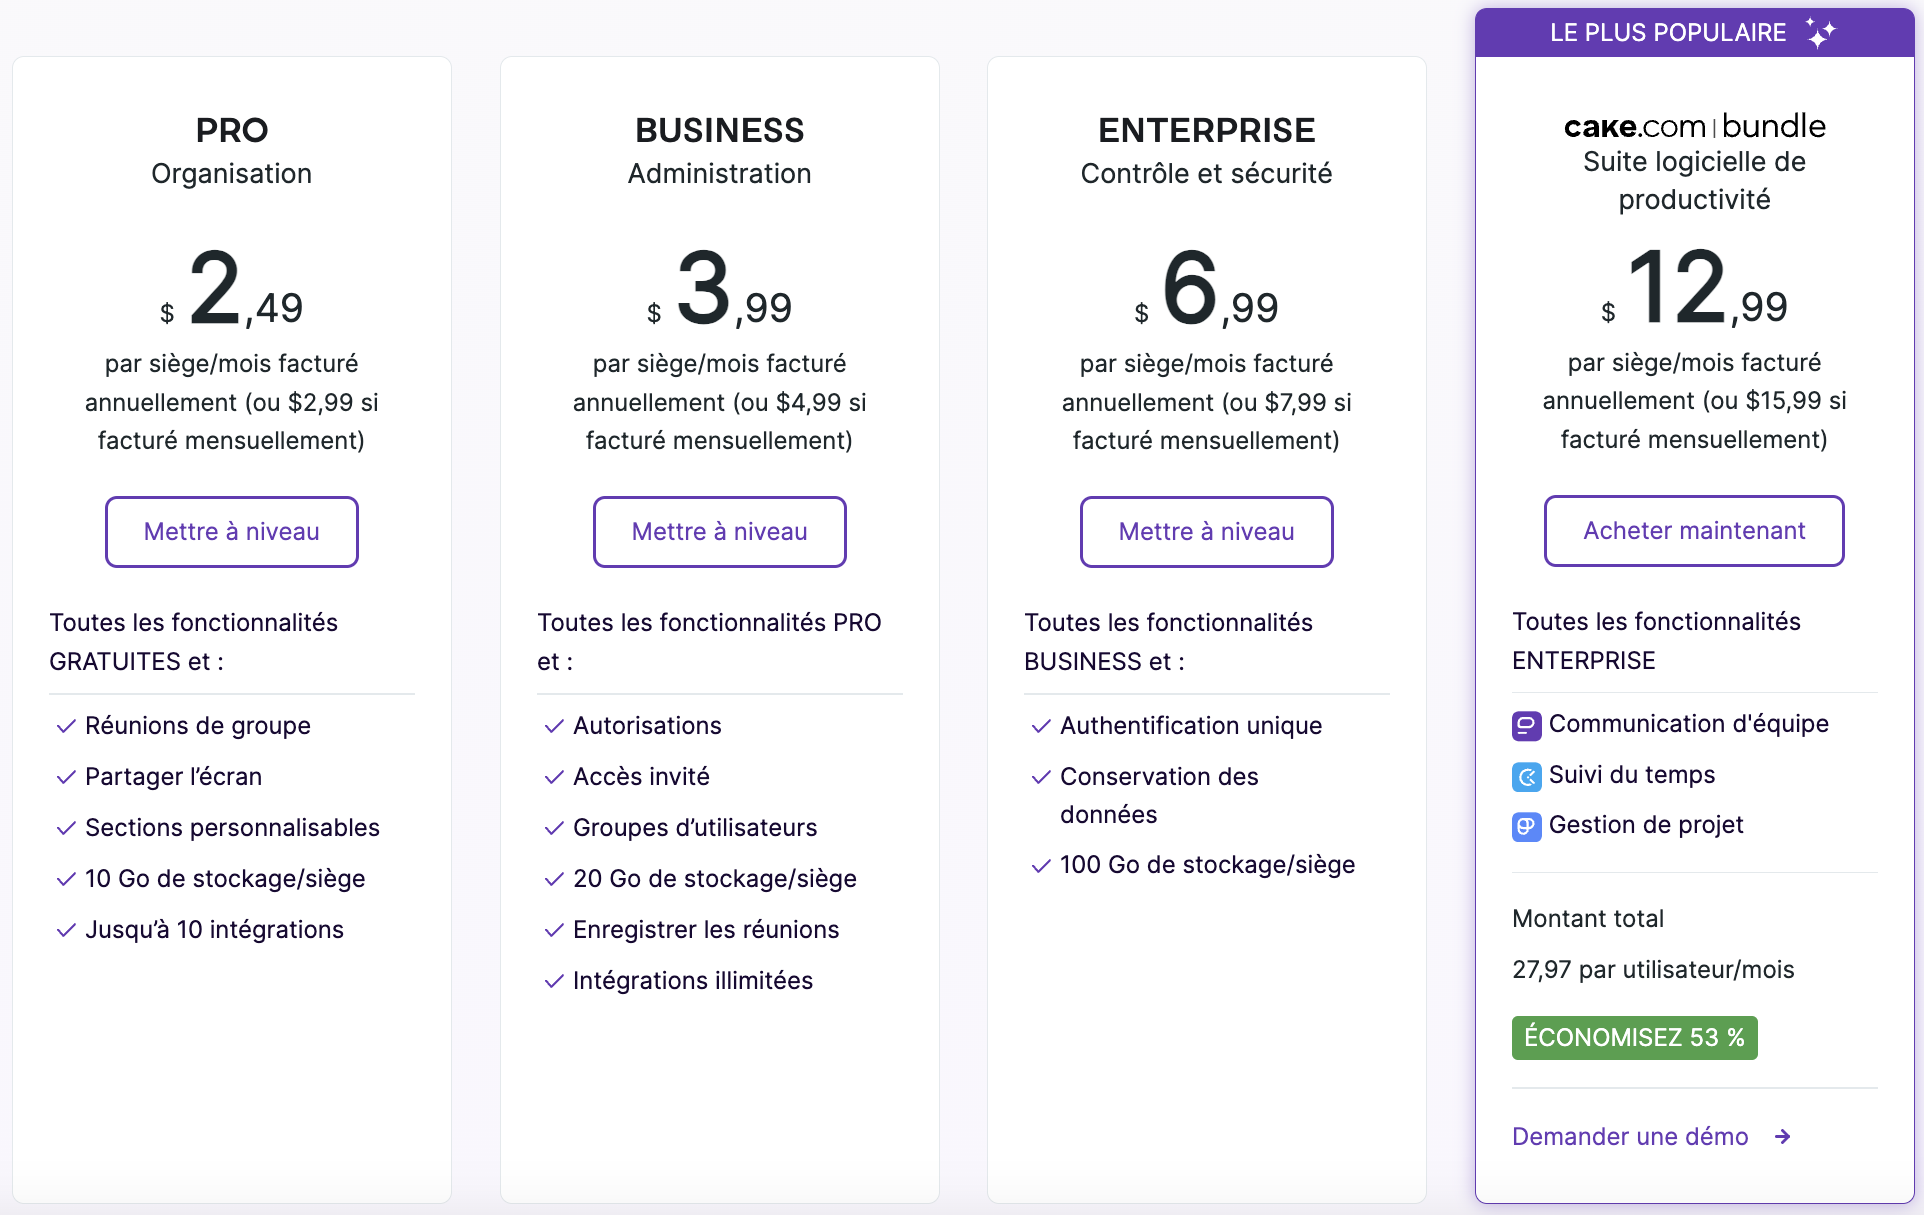 PRO
Organisation
$ 2,49
par siège/mois facturé
annuellement (ou $2,99 si
facturé mensuellement)
Mettre à niveau
Toutes les fonctionnalités
GRATUITES et :
Réunions de groupe
Partager l’écran
Sections personnalisables
10 Go de stockage/siège
Jusqu’à 10 intégrations
BUSINESS
Administration
$ 3,99
par siège/mois facturé
annuellement (ou $4,99 si
facturé mensuellement)
Mettre à niveau
Toutes les fonctionnalités PRO
et :
Autorisations
Accès invité
Groupes d’utilisateurs
20 Go de stockage/siège
Enregistrer les réunions
Intégrations illimitées
ENTERPRISE
Contrôle et sécurité
$ 6,99
par siège/mois facturé
annuellement (ou $7,99 si
facturé mensuellement)
Mettre à niveau
Toutes les fonctionnalités
BUSINESS et :
Authentification unique
Conservation des
données
100 Go de stockage/siège
LE PLUS POPULAIRE
cake.com | bundle
Suite logicielle de
productivité
$ 12,99
par siège/mois facturé
annuellement (ou $15,99 si
facturé mensuellement)
Acheter maintenant
Toutes les fonctionnalités
ENTERPRISE
Communication d'équipe
Suivi du temps
Gestion de projet
Montant total
27,97 par utilisateur/mois
ÉCONOMISEZ 53 %
Demander une démo →